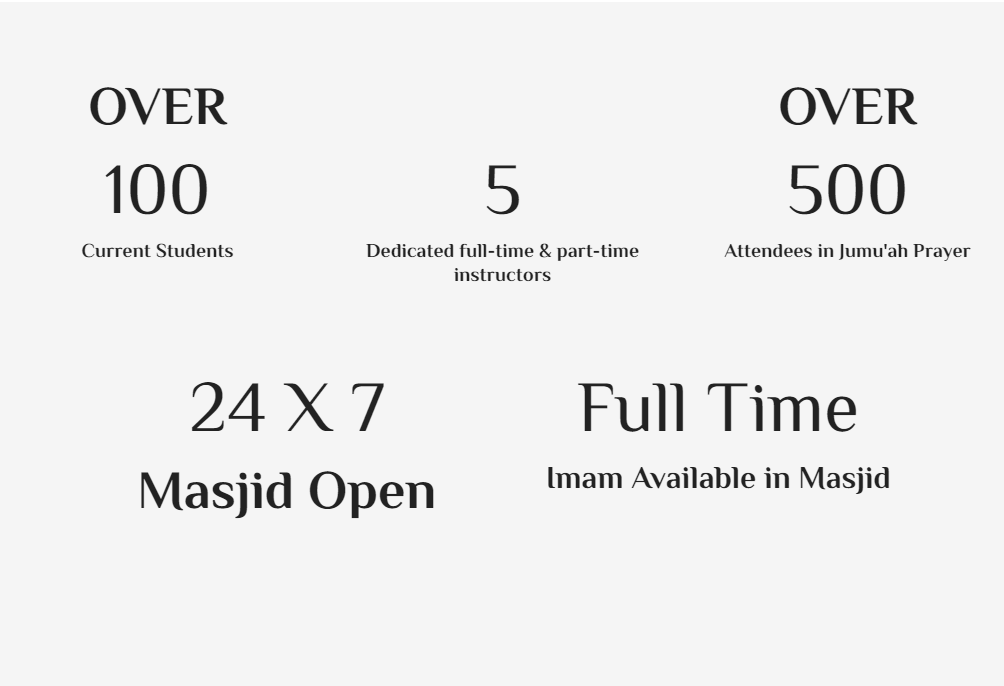 OVER
100
Current Students
5
Dedicated full-time & part-time
instructors
OVER
500
Attendees in Jumu'ah Prayer
24 X 7
Masjid Open
Full Time
Imam Available in Masjid